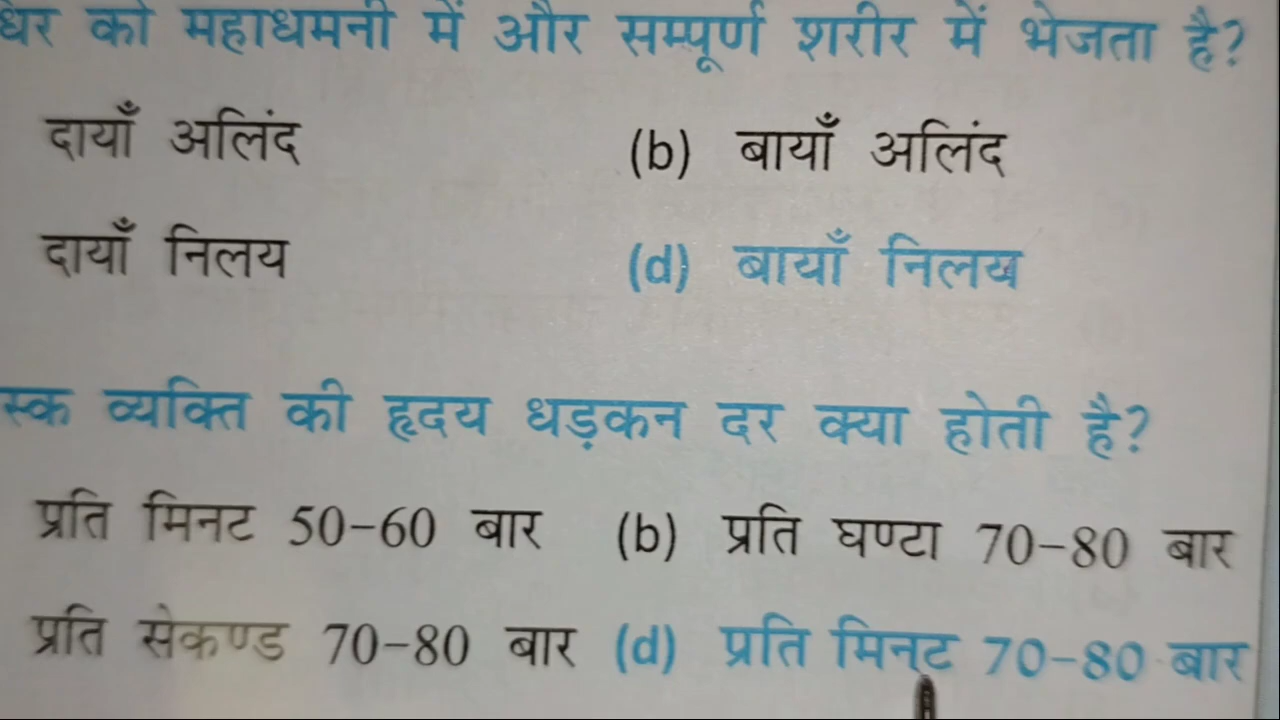 धिर को महाधमनी में और सम्पूर्ण शरीर में भेजता है?
दायाँ अलिंद (b) बायाँ अलिंद
दायाँ निलय (d) बायाँ निलय
स्क व्यक्ति की हृदय धड़कन दर क्या होती है?
प्रति मिनट 50-60 बार (b) प्रति घण्टा 70-80 बार
प्रति सेकण्ड 70-80 बार (d) प्रति मिनट 70-80 बार